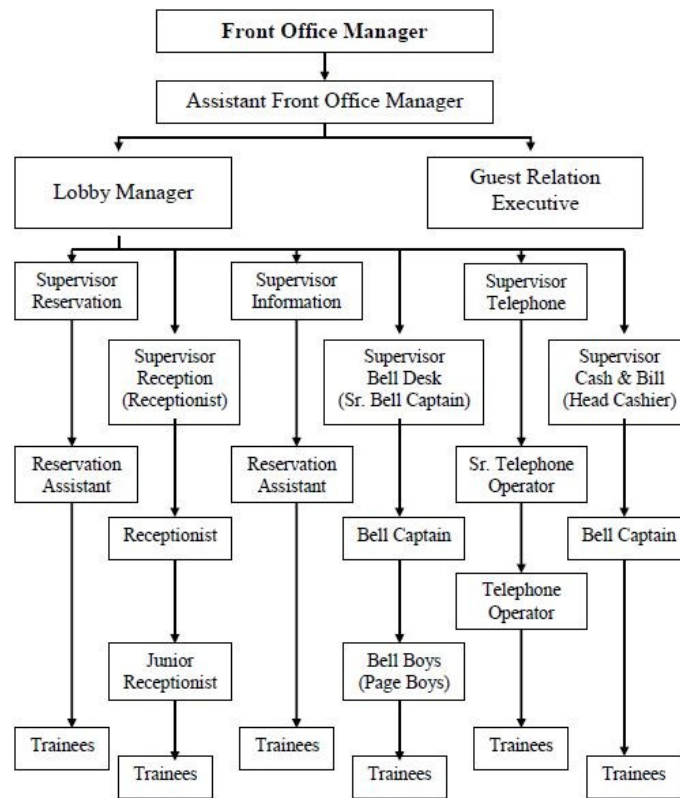 Front Office Manager
Assistant Front Office Manager
Lobby Manager
Guest Relation
Executive
Supervisor
Reservation
Supervisor
Information
Supervisor
Telephone
Supervisor
Reception
(Receptionist)
Supervisor
Bell Desk
(Sr. Bell Captain)
Supervisor
Cash & Bill
(Head Cashier)
Reservation
Assistant
Reservation
Assistant
Sr. Telephone
Operator
Receptionist
Bell Captain
Bell Captain
Telephone
Operator
Junior
Receptionist
Bell Boys
(Page Boys)
Trainees
Trainees
Trainees
Trainees
Trainees
Trainees